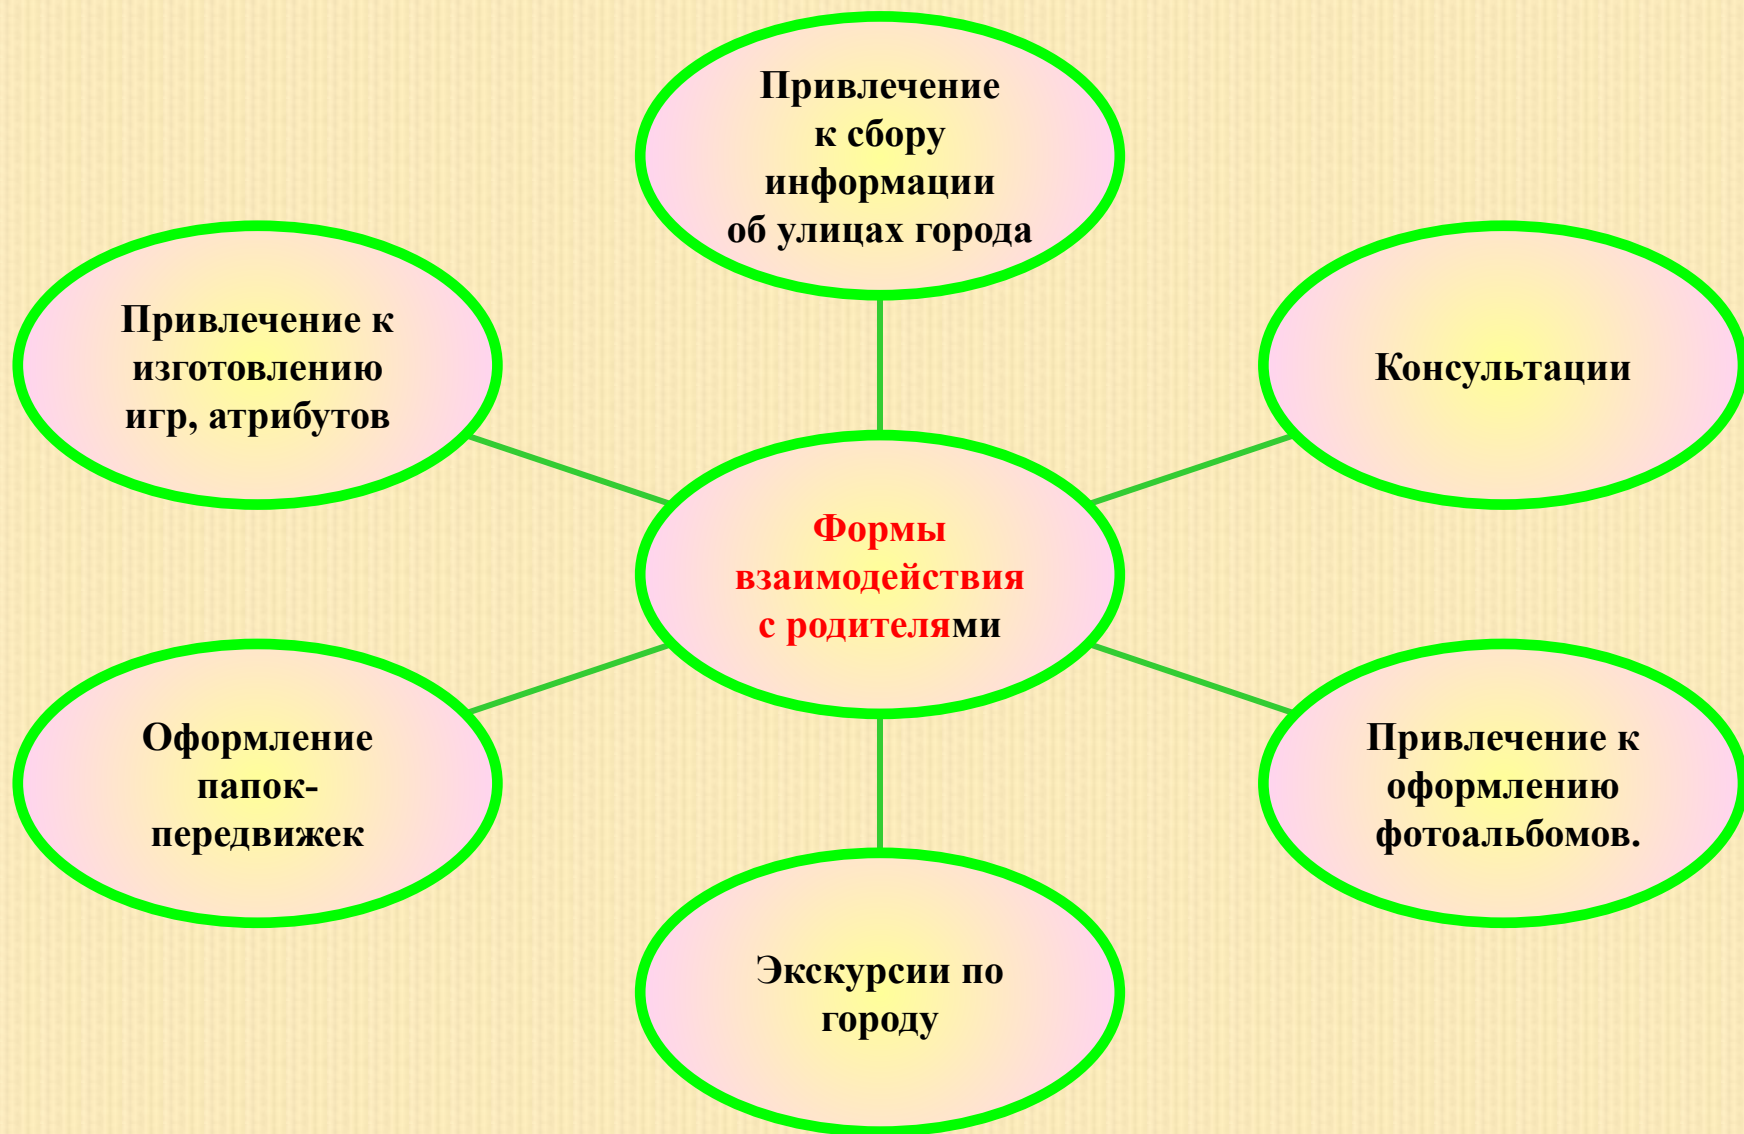 Привлечение
к сбору
информации
об улицах города
Привлечение к
изготовлению
игр, атрибутов
Консультации
Формы
взаимодействия
с родителями
Оформление
папок-
передвижек
Привлечение к
оформлению
фотоальбомов.
Экскурсии по
городу